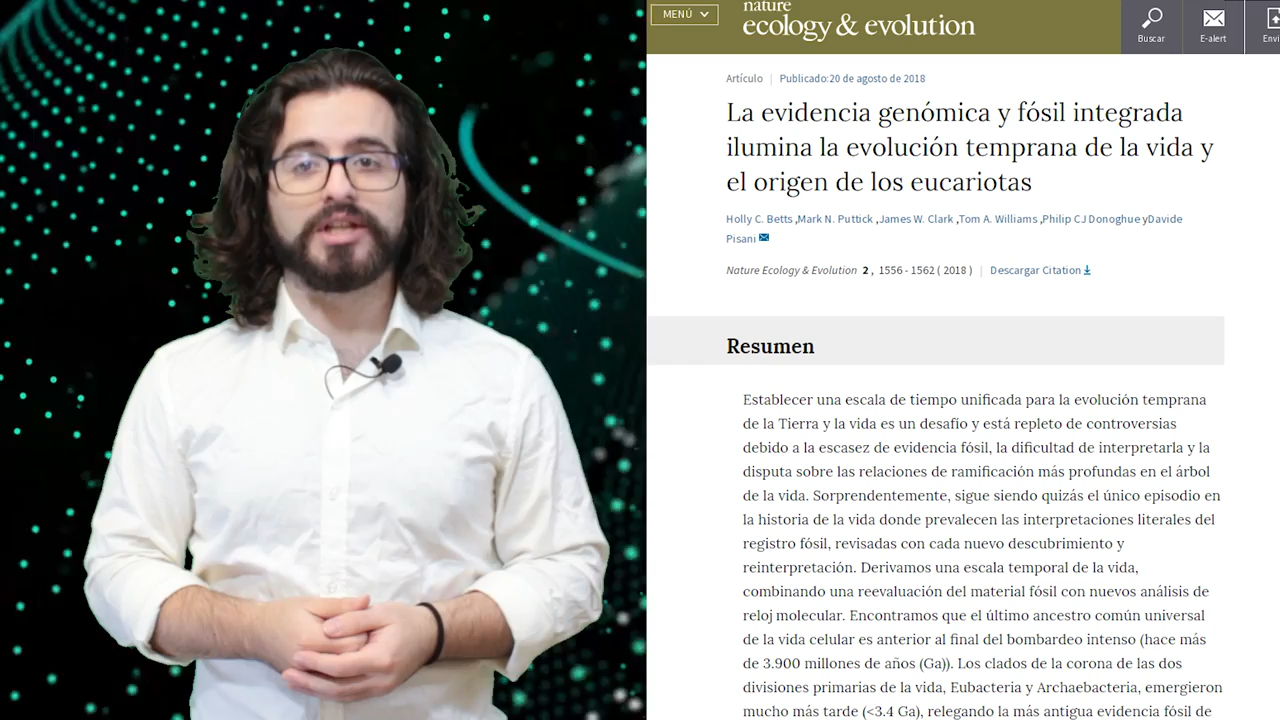 MENÚ
nature
ecology & evolution
Buscar
E-alert
Artículo | Publicado:20 de agosto de 2018
La evidencia genómica y fósil integrada
ilumina la evolución temprana de la vida y
el origen de los eucariotas
Holly C. Betts ,Mark N. Puttick ,James W. Clark ,Tom A. Williams ,Philip CJ Donoghue yDavide
Pisani
Nature Ecology & Evolution 2 , 1556 - 1562 ( 2018 ) | Descargar Citation
Resumen
Establecer una escala de tiempo unificada para la evolución temprana
de la Tierra y la vida es un desafío y está repleto de controversias
debido a la escasez de evidencia fósil, la dificultad de interpretarla y la
disputa sobre las relaciones de ramificación más profundas en el árbol
de la vida. Sorprendentemente, sigue siendo quizás el único episodio en
la historia de la vida donde prevalecen las interpretaciones literales del
registro fósil, revisadas con cada nuevo descubrimiento y
reinterpretación. Derivamos una escala temporal de la vida,
combinando una reevaluación del material fósil con nuevos análisis de
reloj molecular. Encontramos que el último ancestro común universal
de la vida celular es anterior al final del bombardeo intenso (hace más
de 3.900 millones de años (Ga)). Los clados de la corona de las dos
divisiones primarias de la vida, Eubacteria y Archaebacteria, emergieron
mucho más tarde (<3.4 Ga), relegando la más antigua evidencia fósil de